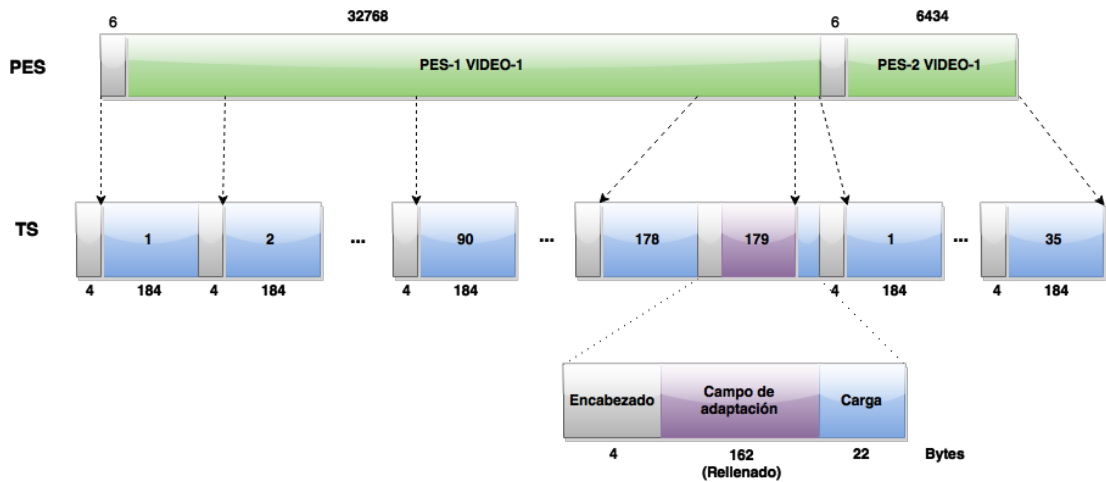 6 32768 6 6434
PES PES-1 VIDEO-1 PES-2 VIDEO-1
TS 1 2 ... 90 ... 178 179 1 ... 35
4 184 4 184 4 184 4 184 4 184
Encabezado Campo de adaptación Carga
4 162 (Rellenado) 22 Bytes